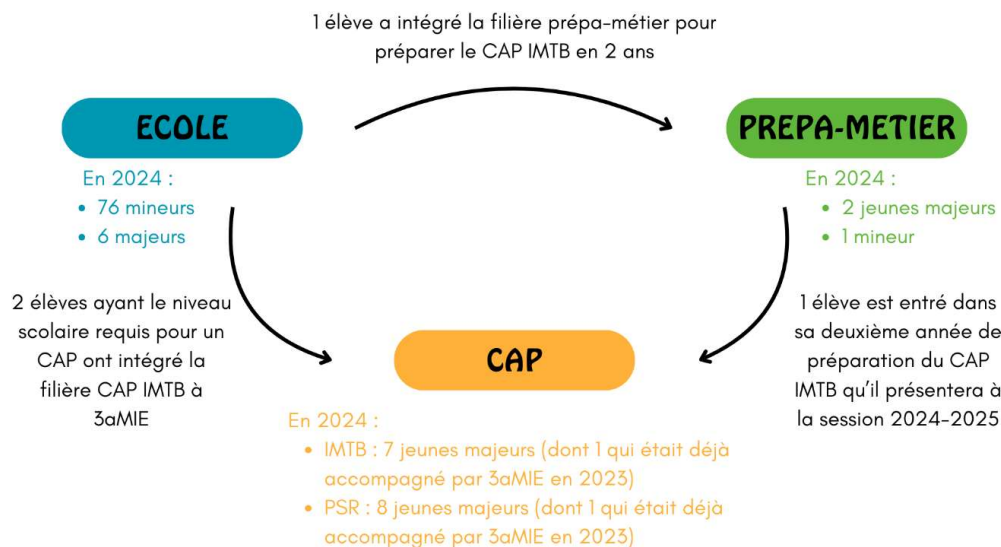 1 élève a intégré la filière prépa-métier pour
préparer le CAP IMTB en 2 ans
ECOLE
PREPA-METIER
En 2024 :
• 76 mineurs
• 6 majeurs
En 2024 :
• 2 jeunes majeurs
• 1 mineur
2 élèves ayant le niveau
scolaire requis pour un
CAP ont intégré la
filière CAP IMTB à
3aMIE
1 élève est entré dans
sa deuxième année de
préparation du CAP
IMTB qu'il présentera à
la session 2024-2025
CAP
En 2024 :
• IMTB : 7 jeunes majeurs (dont 1 qui était déjà
accompagné par 3aMIE en 2023)
• PSR : 8 jeunes majeurs (dont 1 qui était déjà
accompagné par 3aMIE en 2023)